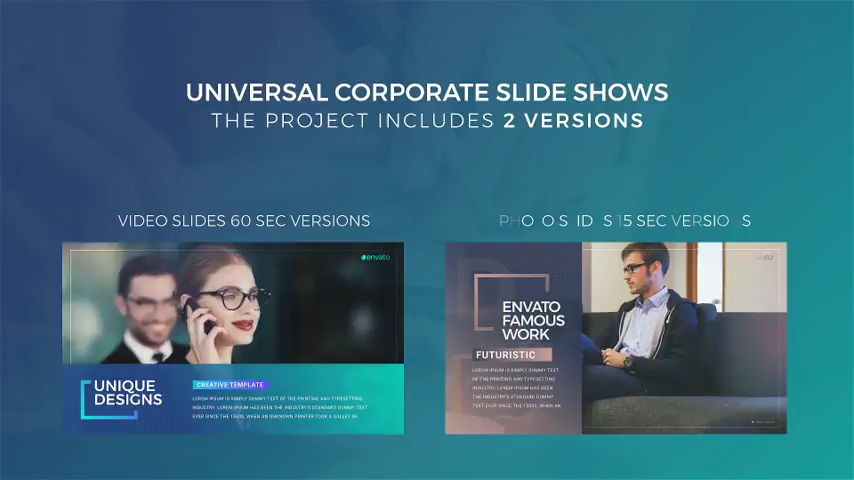 UNIVERSAL CORPORATE SLIDE SHOWS
THE PROJECT INCLUDES 2 VERSIONS
VIDEO SLIDES 60 SEC VERSIONS
envato
UNIQUE
DESIGNS
CREATIVE TEMPLATE
LOREM IPSUM IS SIMPLY DUMMY TEXT OF THE PRINTING AND TYPESETTING
INDUSTRY. LOREM IPSUM HAS BEEN THE INDUSTRY'S STANDARD DUMMY TEXT
EVER SINCE THE 1500S, WHEN AN UNKNOWN PRINTER TOOK A GALLEY OF
15 SEC
ENVATO
FAMOUS
WORK
FUTURISTIC
LOREM IPSUM IS SIMPLY DUMMY TEXT
OF THE PRINTING AND TYPESETTING
INDUSTRY. LOREM IPSUM HAS BEEN
THE INDUSTRY'S STANDARD DUMMY
TEXT EVER SINCE THE 1500S, WHEN AN